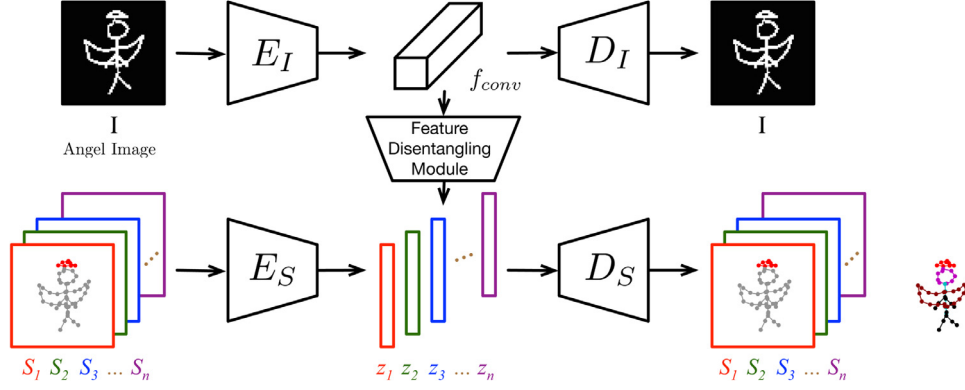 E_I
f_conv
D_I
I
Angel Image
I
Feature
Disentangling
Module
E_S
...
D_S
S_1 S_2 S_3 ... S_n
z_1 z_2 z_3 ... z_n
S_1 S_2 S_3 ... S_n